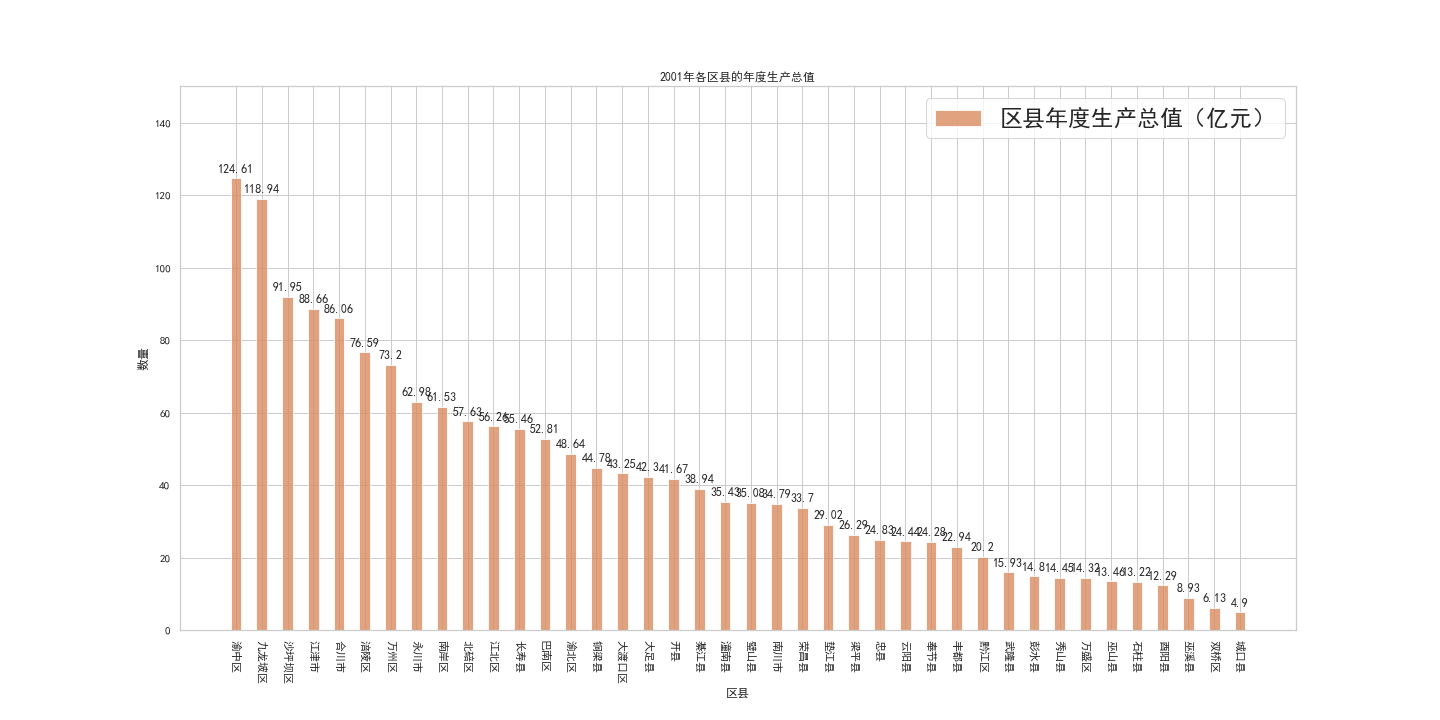 2001年各区县的年度生产总值
区县年度生产总值（亿元）
数量
140
120
100
80
60
40
20
0
124.61
118.94
91.95
88.66
86.06
76.59
73.2
62.98
61.53
57.63
56.26
55.46
52.81
48.64
44.78
43.25
42.3
41.67
38.94
35.43
35.08
34.79
33.7
29.02
26.29
24.83
24.44
24.28
22.94
20.2
15.93
14.8
14.45
14.32
13.46
13.22
12.29
8.93
6.13
4.9
渝中区
九龙坡区
沙坪坝区
江津市
合川市
涪陵区
万州区
永川市
南岸区
北碚区
江北区
长寿县
巴南区
渝北区
铜梁县
大渡口区
大足县
开县
綦江县
潼南县
璧山县
南川市
荣昌县
垫江县
梁平县
忠县
云阳县
奉节县
丰都县
黔江区
武隆县
彭水县
秀山县
万盛区
巫山县
石柱县
酉阳县
巫溪县
双桥区
城口县
区县